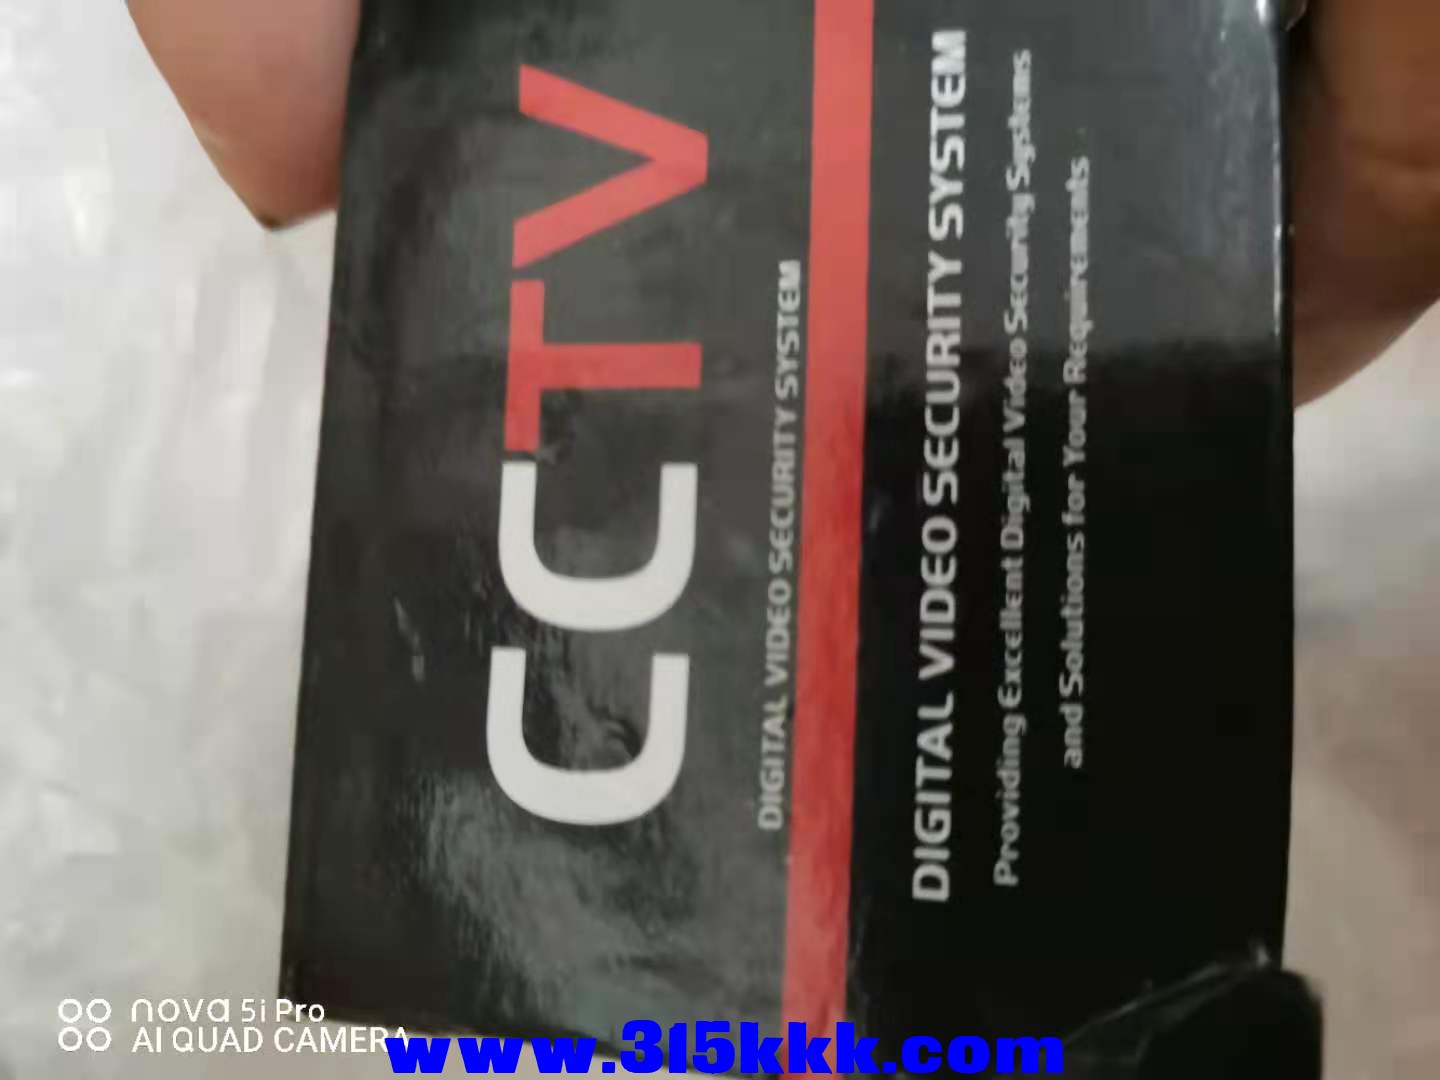 CCTV
DIGITAL VIDEO SECURITY SYSTEM
DIGITAL VIDEO SECURITY SYSTEM
Providing Excellent Digital Video Security Systems
and Solutions for Your Requirements
nova 5i Pro
AI QUAD CAMERA
www.315kkk.com